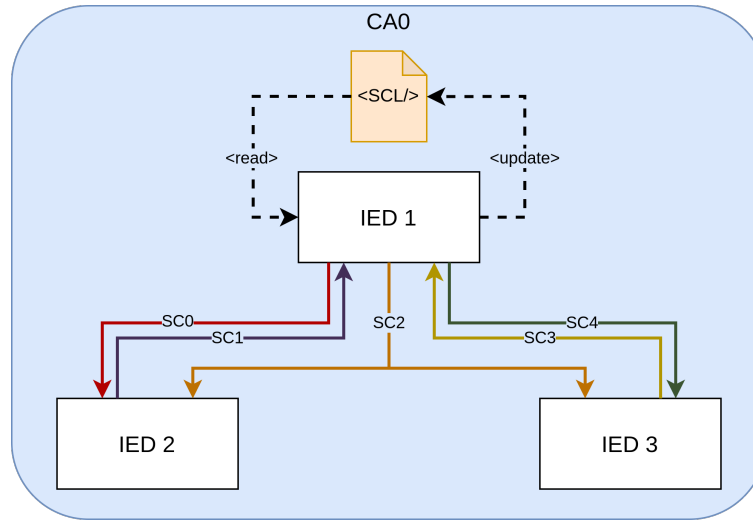 CA0
<SCL/>
<read>
<update>
IED 1
SC0
SC1
SC2
SC4
SC3
IED 2
IED 3